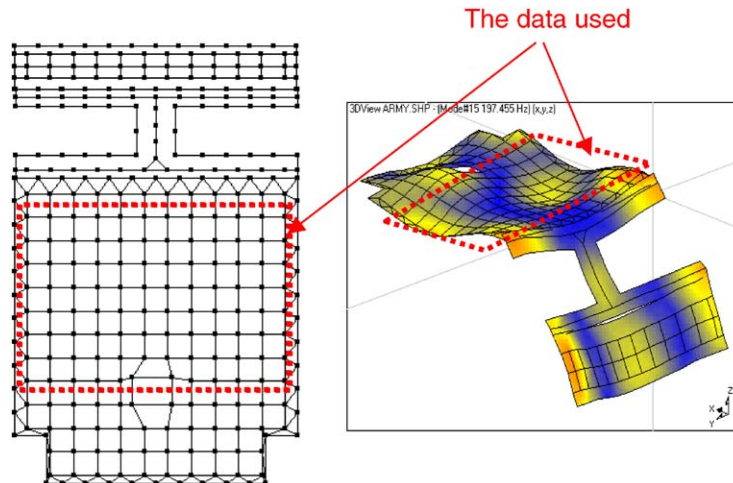 The data used
3DView ARMY.SHP - (Mode#15 197.455 Hz) (x,y,z)
Z
X
Y